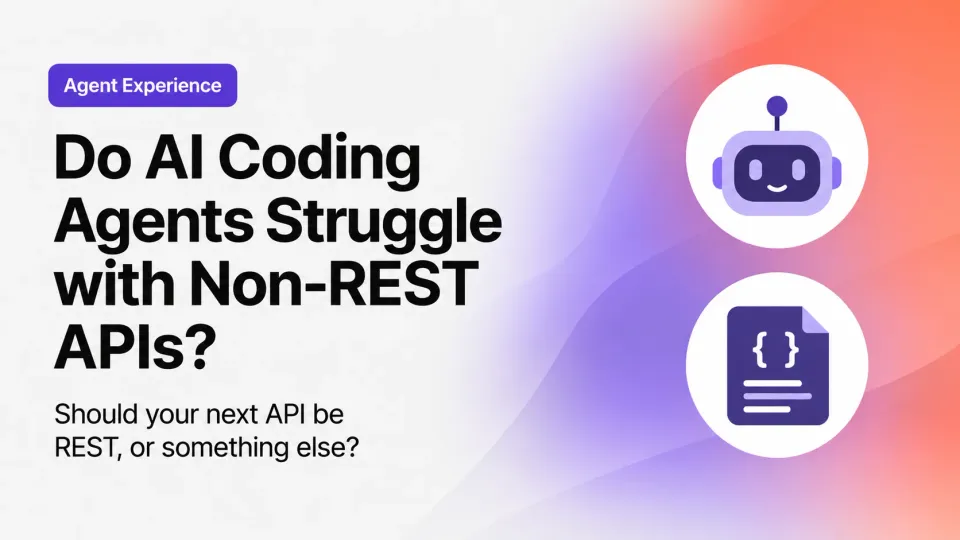 Agent Experience
Do AI Coding
Agents Struggle
with Non-REST
APIs?
Should your next API be
REST, or something else?
{ }